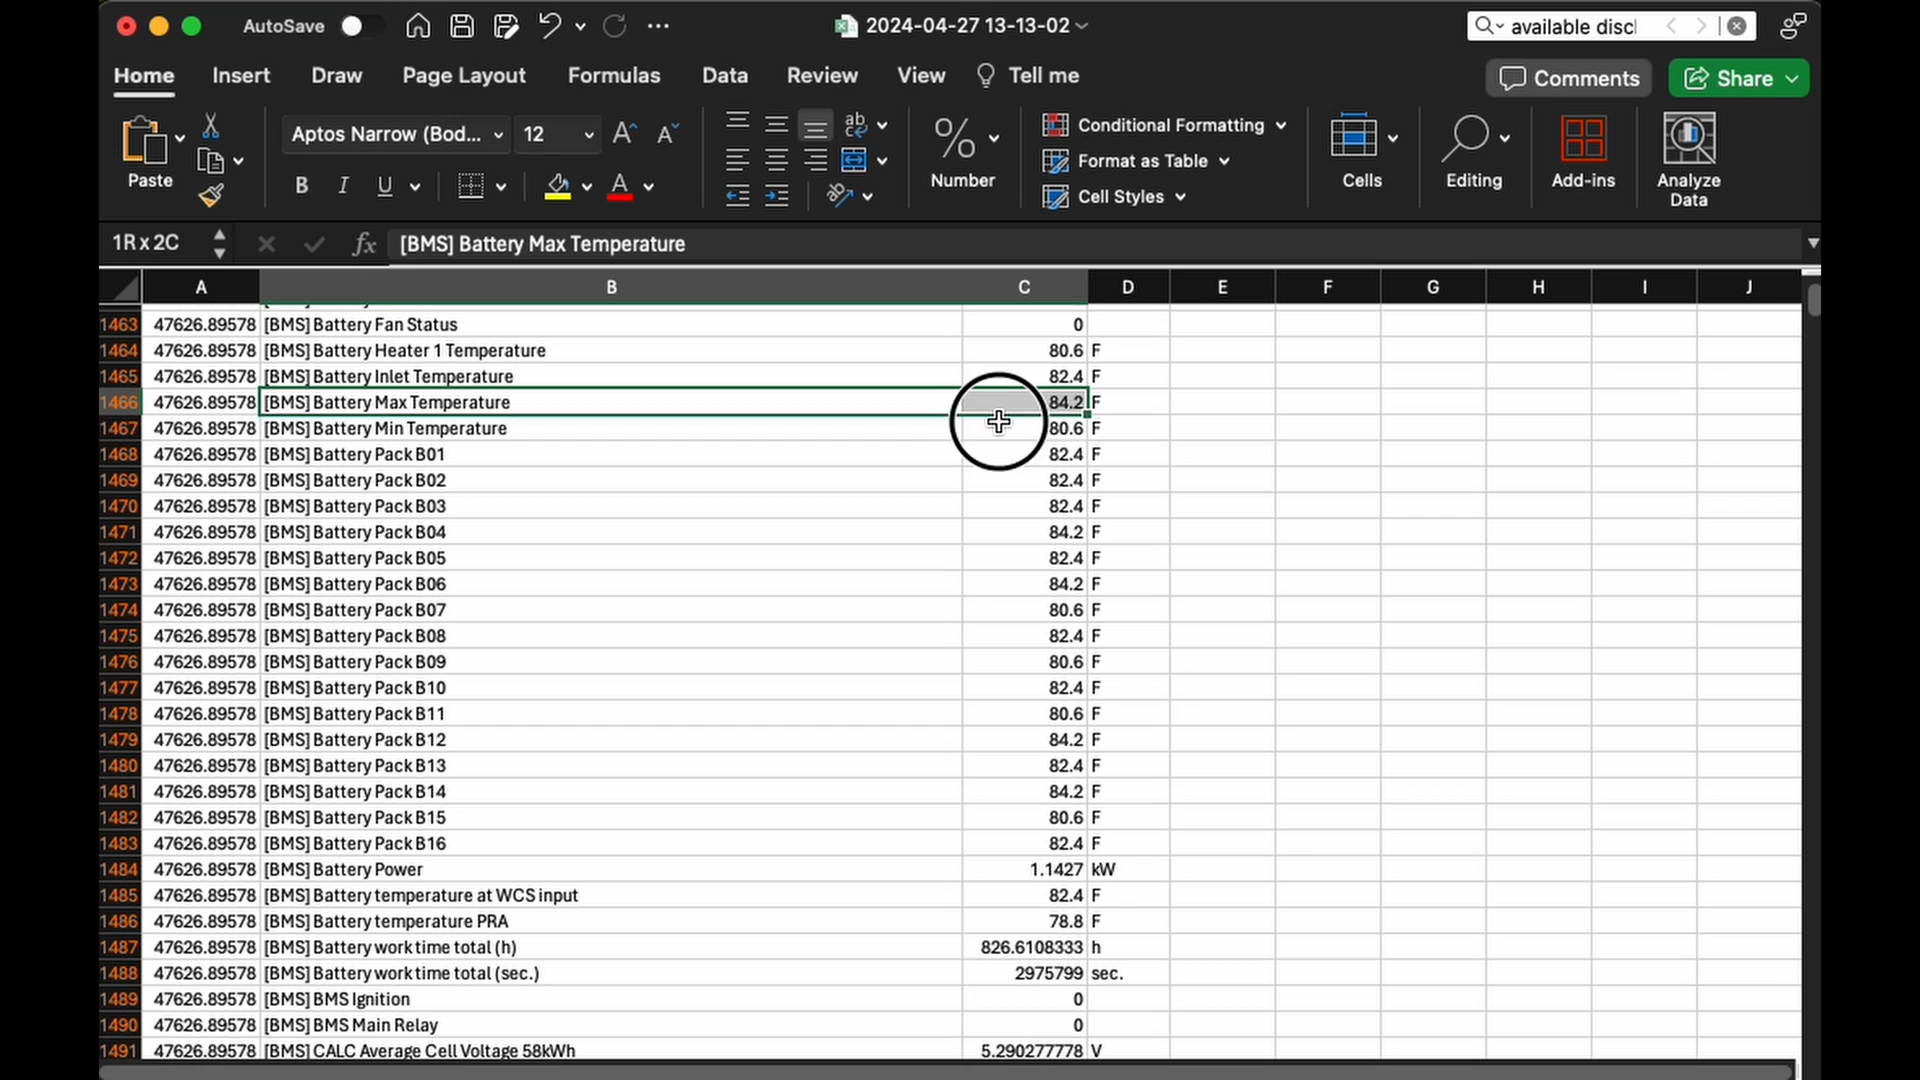 AutoSave
2024-04-27 13-13-02
available discl
Home Insert Draw Page Layout Formulas Data Review View Tell me
Comments Share
Paste
Aptos Narrow (Bod... 12
B I U
Number
Conditional Formatting
Format as Table
Cell Styles
Cells
Editing
Add-ins
Analyze Data
1R x 2C fx [BMS] Battery Max Temperature
A B C D E F G H I J
1463 47626.89578 [BMS] Battery Fan Status 0
1464 47626.89578 [BMS] Battery Heater 1 Temperature 80.6 F
1465 47626.89578 [BMS] Battery Inlet Temperature 82.4 F
1466 47626.89578 [BMS] Battery Max Temperature 84.2 F
1467 47626.89578 [BMS] Battery Min Temperature 80.6 F
1468 47626.89578 [BMS] Battery Pack B01 82.4 F
1469 47626.89578 [BMS] Battery Pack B02 82.4 F
1470 47626.89578 [BMS] Battery Pack B03 82.4 F
1471 47626.89578 [BMS] Battery Pack B04 84.2 F
1472 47626.89578 [BMS] Battery Pack B05 82.4 F
1473 47626.89578 [BMS] Battery Pack B06 84.2 F
1474 47626.89578 [BMS] Battery Pack B07 80.6 F
1475 47626.89578 [BMS] Battery Pack B08 82.4 F
1476 47626.89578 [BMS] Battery Pack B09 80.6 F
1477 47626.89578 [BMS] Battery Pack B10 82.4 F
1478 47626.89578 [BMS] Battery Pack B11 80.6 F
1479 47626.89578 [BMS] Battery Pack B12 84.2 F
1480 47626.89578 [BMS] Battery Pack B13 82.4 F
1481 47626.89578 [BMS] Battery Pack B14 84.2 F
1482 47626.89578 [BMS] Battery Pack B15 80.6 F
1483 47626.89578 [BMS] Battery Pack B16 82.4 F
1484 47626.89578 [BMS] Battery Power 1.1427 kW
1485 47626.89578 [BMS] Battery temperature at WCS input 82.4 F
1486 47626.89578 [BMS] Battery temperature PRA 78.8 F
1487 47626.89578 [BMS] Battery work time total (h) 826.6108333 h
1488 47626.89578 [BMS] Battery work time total (sec.) 2975799 sec.
1489 47626.89578 [BMS] BMS Ignition 0
1490 47626.89578 [BMS] BMS Main Relay 0
1491 47626.89578 [BMS] CALC Average Cell Voltage 58kWh 5.290277778 V